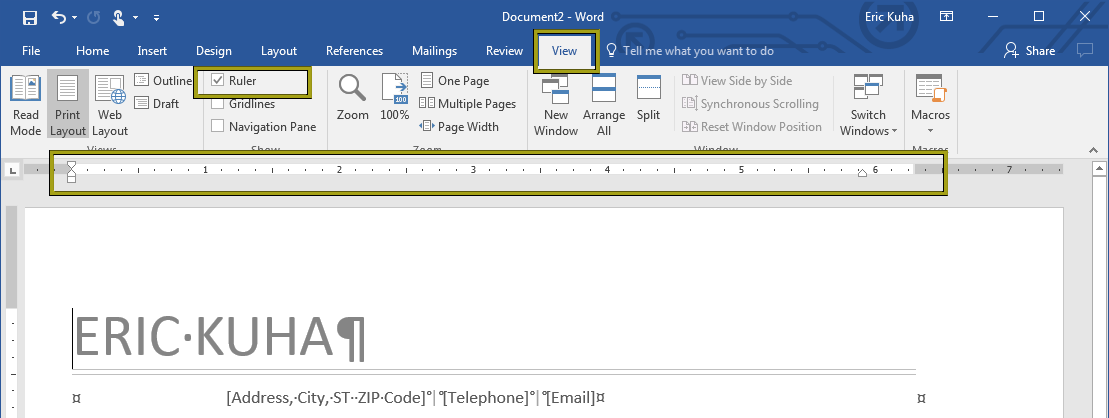 Document2 - Word
Eric Kuha
File Home Insert Design Layout References Mailings Review View Tell me what you want to do Share
Read Mode
Print Layout
Web Layout
Outline
Draft
Views
Ruler
Gridlines
Navigation Pane
Show
Zoom
100
100%
One Page
Multiple Pages
Page Width
Zoom
New Window
Arrange All
Split
View Side by Side
Synchronous Scrolling
Reset Window Position
Switch Windows
Window
Macros
Macros
L
1 2 3 4 5 6 7
ERIC·KUHA¶
¤ [Address,·City,·ST··ZIP·Code]°|°[Telephone]°|°[Email]¤ ¤